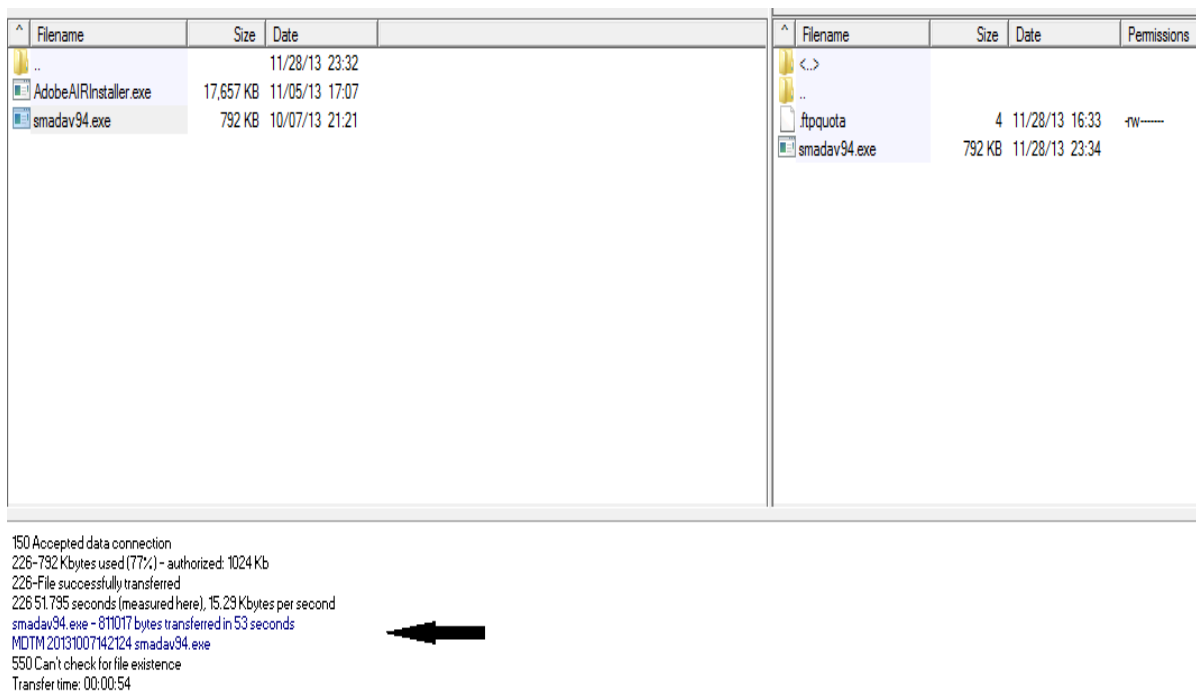 ^ Filename Size Date
.. 11/28/13 23:32
AdobeAIRInstaller.exe 17,657 KB 11/05/13 17:07
smadav94.exe 792 KB 10/07/13 21:21
^ Filename Size Date Permissions
<..>
..
.ftpquota 4 11/28/13 16:33 -rw-------
smadav94.exe 792 KB 11/28/13 23:34
150 Accepted data connection
226-792 Kbytes used (77%) - authorized: 1024 Kb
226-File successfully transferred
226 51.795 seconds (measured here), 15.29 Kbytes per second
smadav94.exe - 811017 bytes transferred in 53 seconds
MDTM 20131007142124 smadav94.exe
550 Can't check for file existence
Transfer time: 00:00:54